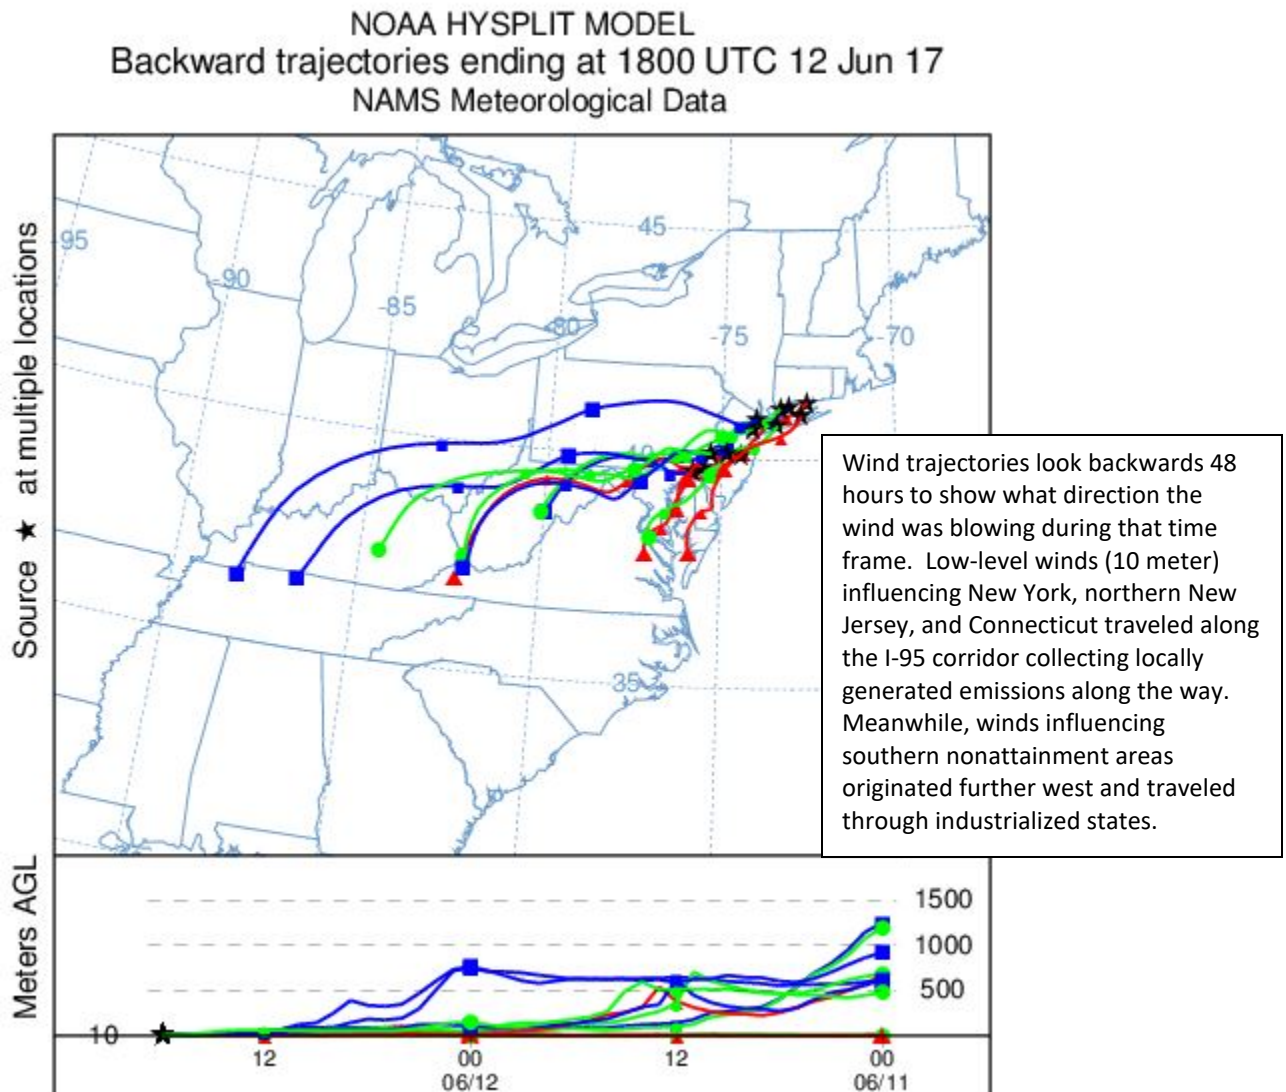 NOAA HYSPLIT MODEL
Backward trajectories ending at 1800 UTC 12 Jun 17
NAMS Meteorological Data
Source ★ at multiple locations
45
-95
-90
-85
-80
-75
-70
40
35
Wind trajectories look backwards 48
hours to show what direction the
wind was blowing during that time
frame. Low-level winds (10 meter)
influencing New York, northern New
Jersey, and Connecticut traveled along
the I-95 corridor collecting locally
generated emissions along the way.
Meanwhile, winds influencing
southern nonattainment areas
originated further west and traveled
through industrialized states.
Meters AGL
1500
1000
500
10
12
00
12
00
06/12
06/11